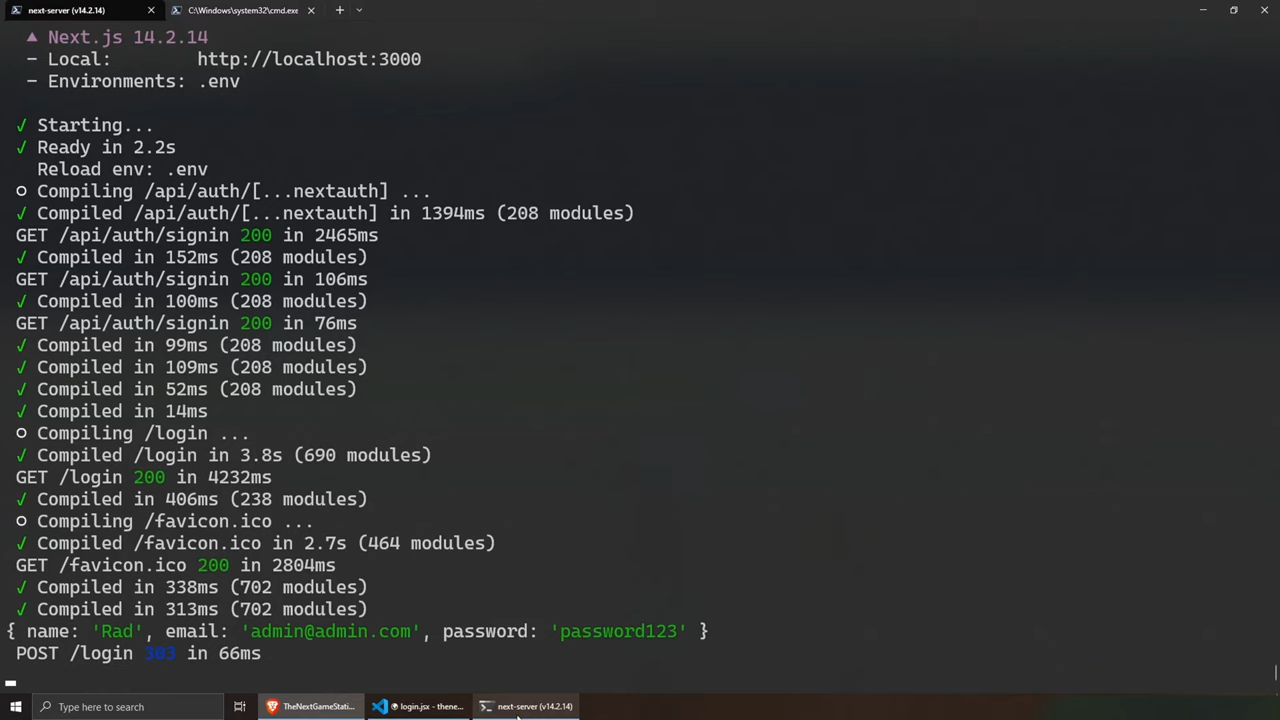 next-server (v14.2.14)
C:\Windows\system32\cmd.exe
▲ Next.js 14.2.14
- Local: http://localhost:3000
- Environments: .env
✓ Starting...
✓ Ready in 2.2s
Reload env: .env
○ Compiling /api/auth/[...nextauth] ...
✓ Compiled /api/auth/[...nextauth] in 1394ms (208 modules)
GET /api/auth/signin 200 in 2465ms
✓ Compiled in 152ms (208 modules)
GET /api/auth/signin 200 in 106ms
✓ Compiled in 100ms (208 modules)
GET /api/auth/signin 200 in 76ms
✓ Compiled in 99ms (208 modules)
✓ Compiled in 109ms (208 modules)
✓ Compiled in 52ms (208 modules)
✓ Compiled in 14ms
○ Compiling /login ...
✓ Compiled /login in 3.8s (690 modules)
GET /login 200 in 4232ms
✓ Compiled in 406ms (238 modules)
○ Compiling /favicon.ico ...
✓ Compiled /favicon.ico in 2.7s (464 modules)
GET /favicon.ico 200 in 2804ms
✓ Compiled in 338ms (702 modules)
✓ Compiled in 313ms (702 modules)
{ name: 'Rad', email: 'admin@admin.com', password: 'password123' }
POST /login 303 in 66ms
Type here to search
TheNextGameStati...
login.jsx - thene...
next-server (v14.2.14)